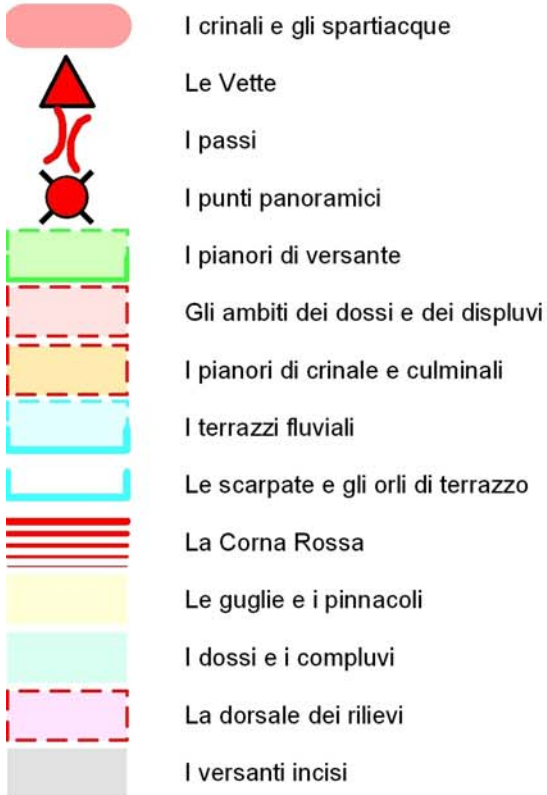 I crinali e gli spartiacque
Le Vette
I passi
I punti panoramici
I pianori di versante
Gli ambiti dei dossi e dei displuvi
I pianori di crinale e culminali
I terrazzi fluviali
Le scarpate e gli orli di terrazzo
La Corna Rossa
Le guglie e i pinnacoli
I dossi e i compluvi
La dorsale dei rilievi
I versanti incisi